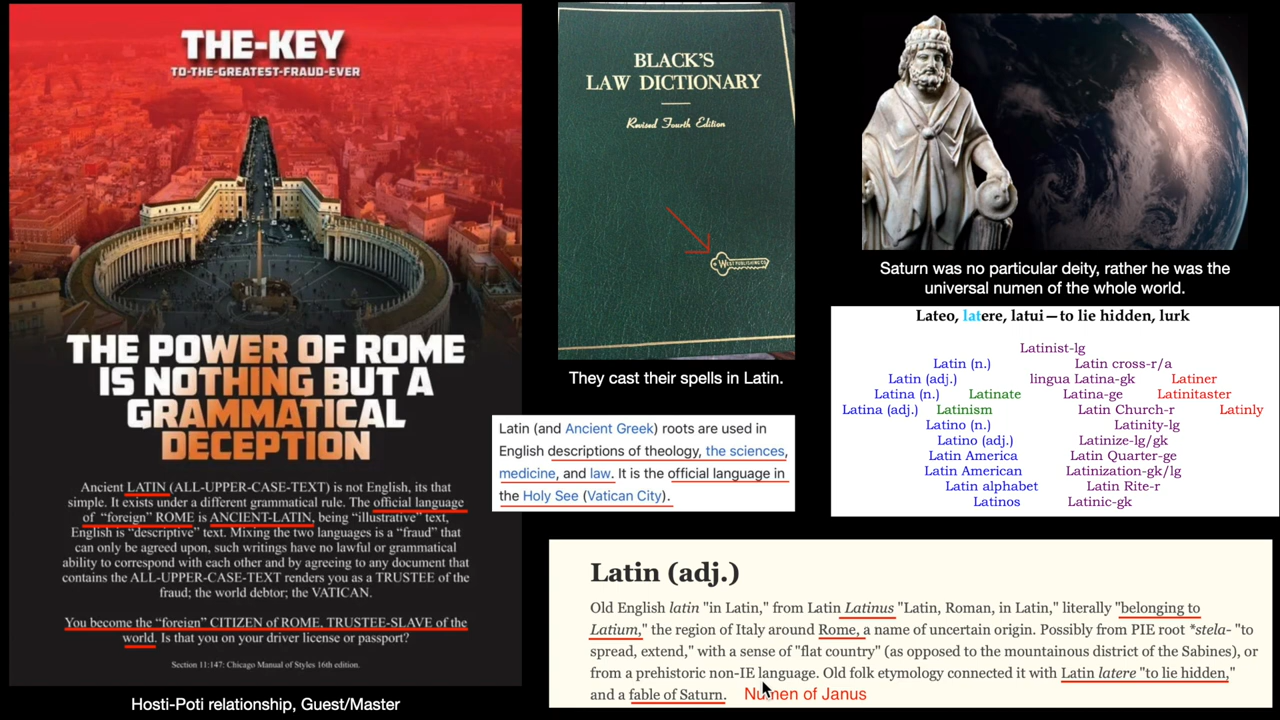 THE-KEY
TO-THE-GREATEST-FRAUD-EVER
THE POWER OF ROME
IS NOTHING BUT A
GRAMMATICAL
DECEPTION
Ancient LATIN (ALL-UPPER-CASE-TEXT) is not English, its that
simple. It exists under a different grammatical rule. The official language
of “foreign” ROME is ANCIENT-LATIN, being “illustrative” text,
English is “descriptive” text. Mixing the two languages is a “fraud” that
can only be agreed upon, such writings have no lawful or grammatical
ability to correspond with each other and by agreeing to any document that
contains the ALL-UPPER-CASE-TEXT renders you as a TRUSTEE of the
fraud; the world debtor; the VATICAN.
You become the “foreign” CITIZEN OF ROME, TRUSTEE-SLAVE of the
world. Is that you on your driver license or passport?
Section 11:147: Chicago Manual of Styles 16th edition.
Hosti-Poti relationship, Guest/Master
BLACK'S
LAW DICTIONARY
Revised Fourth Edition
WEST PUBLISHING CO
They cast their spells in Latin.
Latin (and Ancient Greek) roots are used in
English descriptions of theology, the sciences,
medicine, and law. It is the official language in
the Holy See (Vatican City).
Saturn was no particular deity, rather he was the
universal numen of the whole world.
Lateo, latere, latui—to lie hidden, lurk
Latinist-lg
Latin (n.) Latin cross-r/a
Latin (adj.) lingua Latina-gk Latiner
Latina (n.) Latinate Latina-ge Latinitaster
Latina (adj.) Latinism Latin Church-r Latinly
Latino (n.) Latinity-lg
Latino (adj.) Latinize-lg/gk
Latin America Latin Quarter-ge
Latin American Latinization-gk/lg
Latin alphabet Latin Rite-r
Latinos Latinic-gk
Latin (adj.)
Old English latin "in Latin," from Latin Latinus "Latin, Roman, in Latin," literally "belonging to
Latium," the region of Italy around Rome, a name of uncertain origin. Possibly from PIE root *stela- "to
spread, extend," with a sense of "flat country" (as opposed to the mountainous district of the Sabines), or
from a prehistoric non-IE language. Old folk etymology connected it with Latin latere "to lie hidden,"
and a fable of Saturn. Numen of Janus